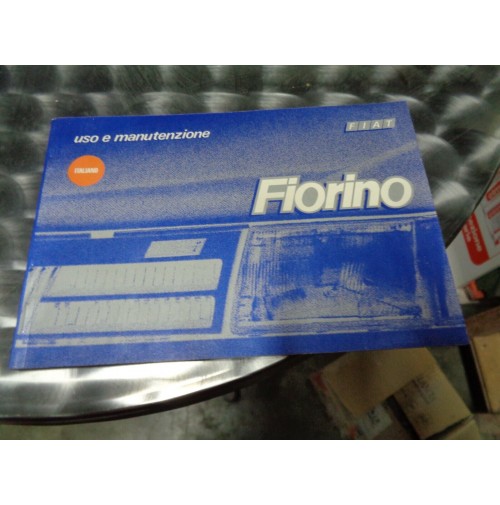 uso e manutenzione
FIAT
ITALIANO
Fiorino